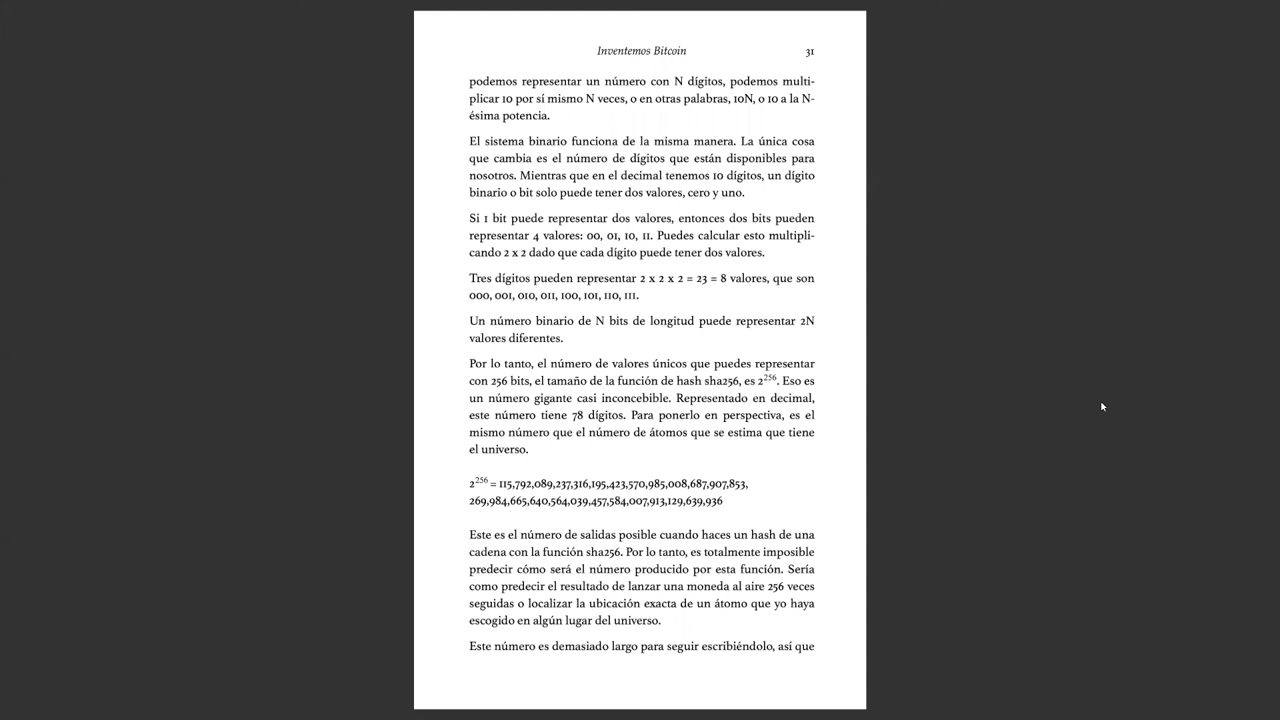 Inventemos Bitcoin 31
podemos representar un número con N dígitos, podemos multi-
plicar 10 por sí mismo N veces, o en otras palabras, 10N, o 10 a la N-
ésima potencia.
El sistema binario funciona de la misma manera. La única cosa
que cambia es el número de dígitos que están disponibles para
nosotros. Mientras que en el decimal tenemos 10 dígitos, un dígito
binario o bit solo puede tener dos valores, cero y uno.
Si 1 bit puede representar dos valores, entonces dos bits pueden
representar 4 valores: 00, 01, 10, 11. Puedes calcular esto multipli-
cando 2 x 2 dado que cada dígito puede tener dos valores.
Tres dígitos pueden representar 2 x 2 x 2 = 23 = 8 valores, que son
000, 001, 010, 011, 100, 101, 110, 111.
Un número binario de N bits de longitud puede representar 2N
valores diferentes.
Por lo tanto, el número de valores únicos que puedes representar
con 256 bits, el tamaño de la función de hash sha256, es 2²⁵⁶. Eso es
un número gigante casi inconcebible. Representado en decimal,
este número tiene 78 dígitos. Para ponerlo en perspectiva, es el
mismo número que el número de átomos que se estima que tiene
el universo.
2²⁵⁶ = 115,792,089,237,316,195,423,570,985,008,687,907,853,
269,984,665,640,564,039,457,584,007,913,129,639,936
Este es el número de salidas posible cuando haces un hash de una
cadena con la función sha256. Por lo tanto, es totalmente imposible
predecir cómo será el número producido por esta función. Sería
como predecir el resultado de lanzar una moneda al aire 256 veces
seguidas o localizar la ubicación exacta de un átomo que yo haya
escogido en algún lugar del universo.
Este número es demasiado largo para seguir escribiéndolo, así que